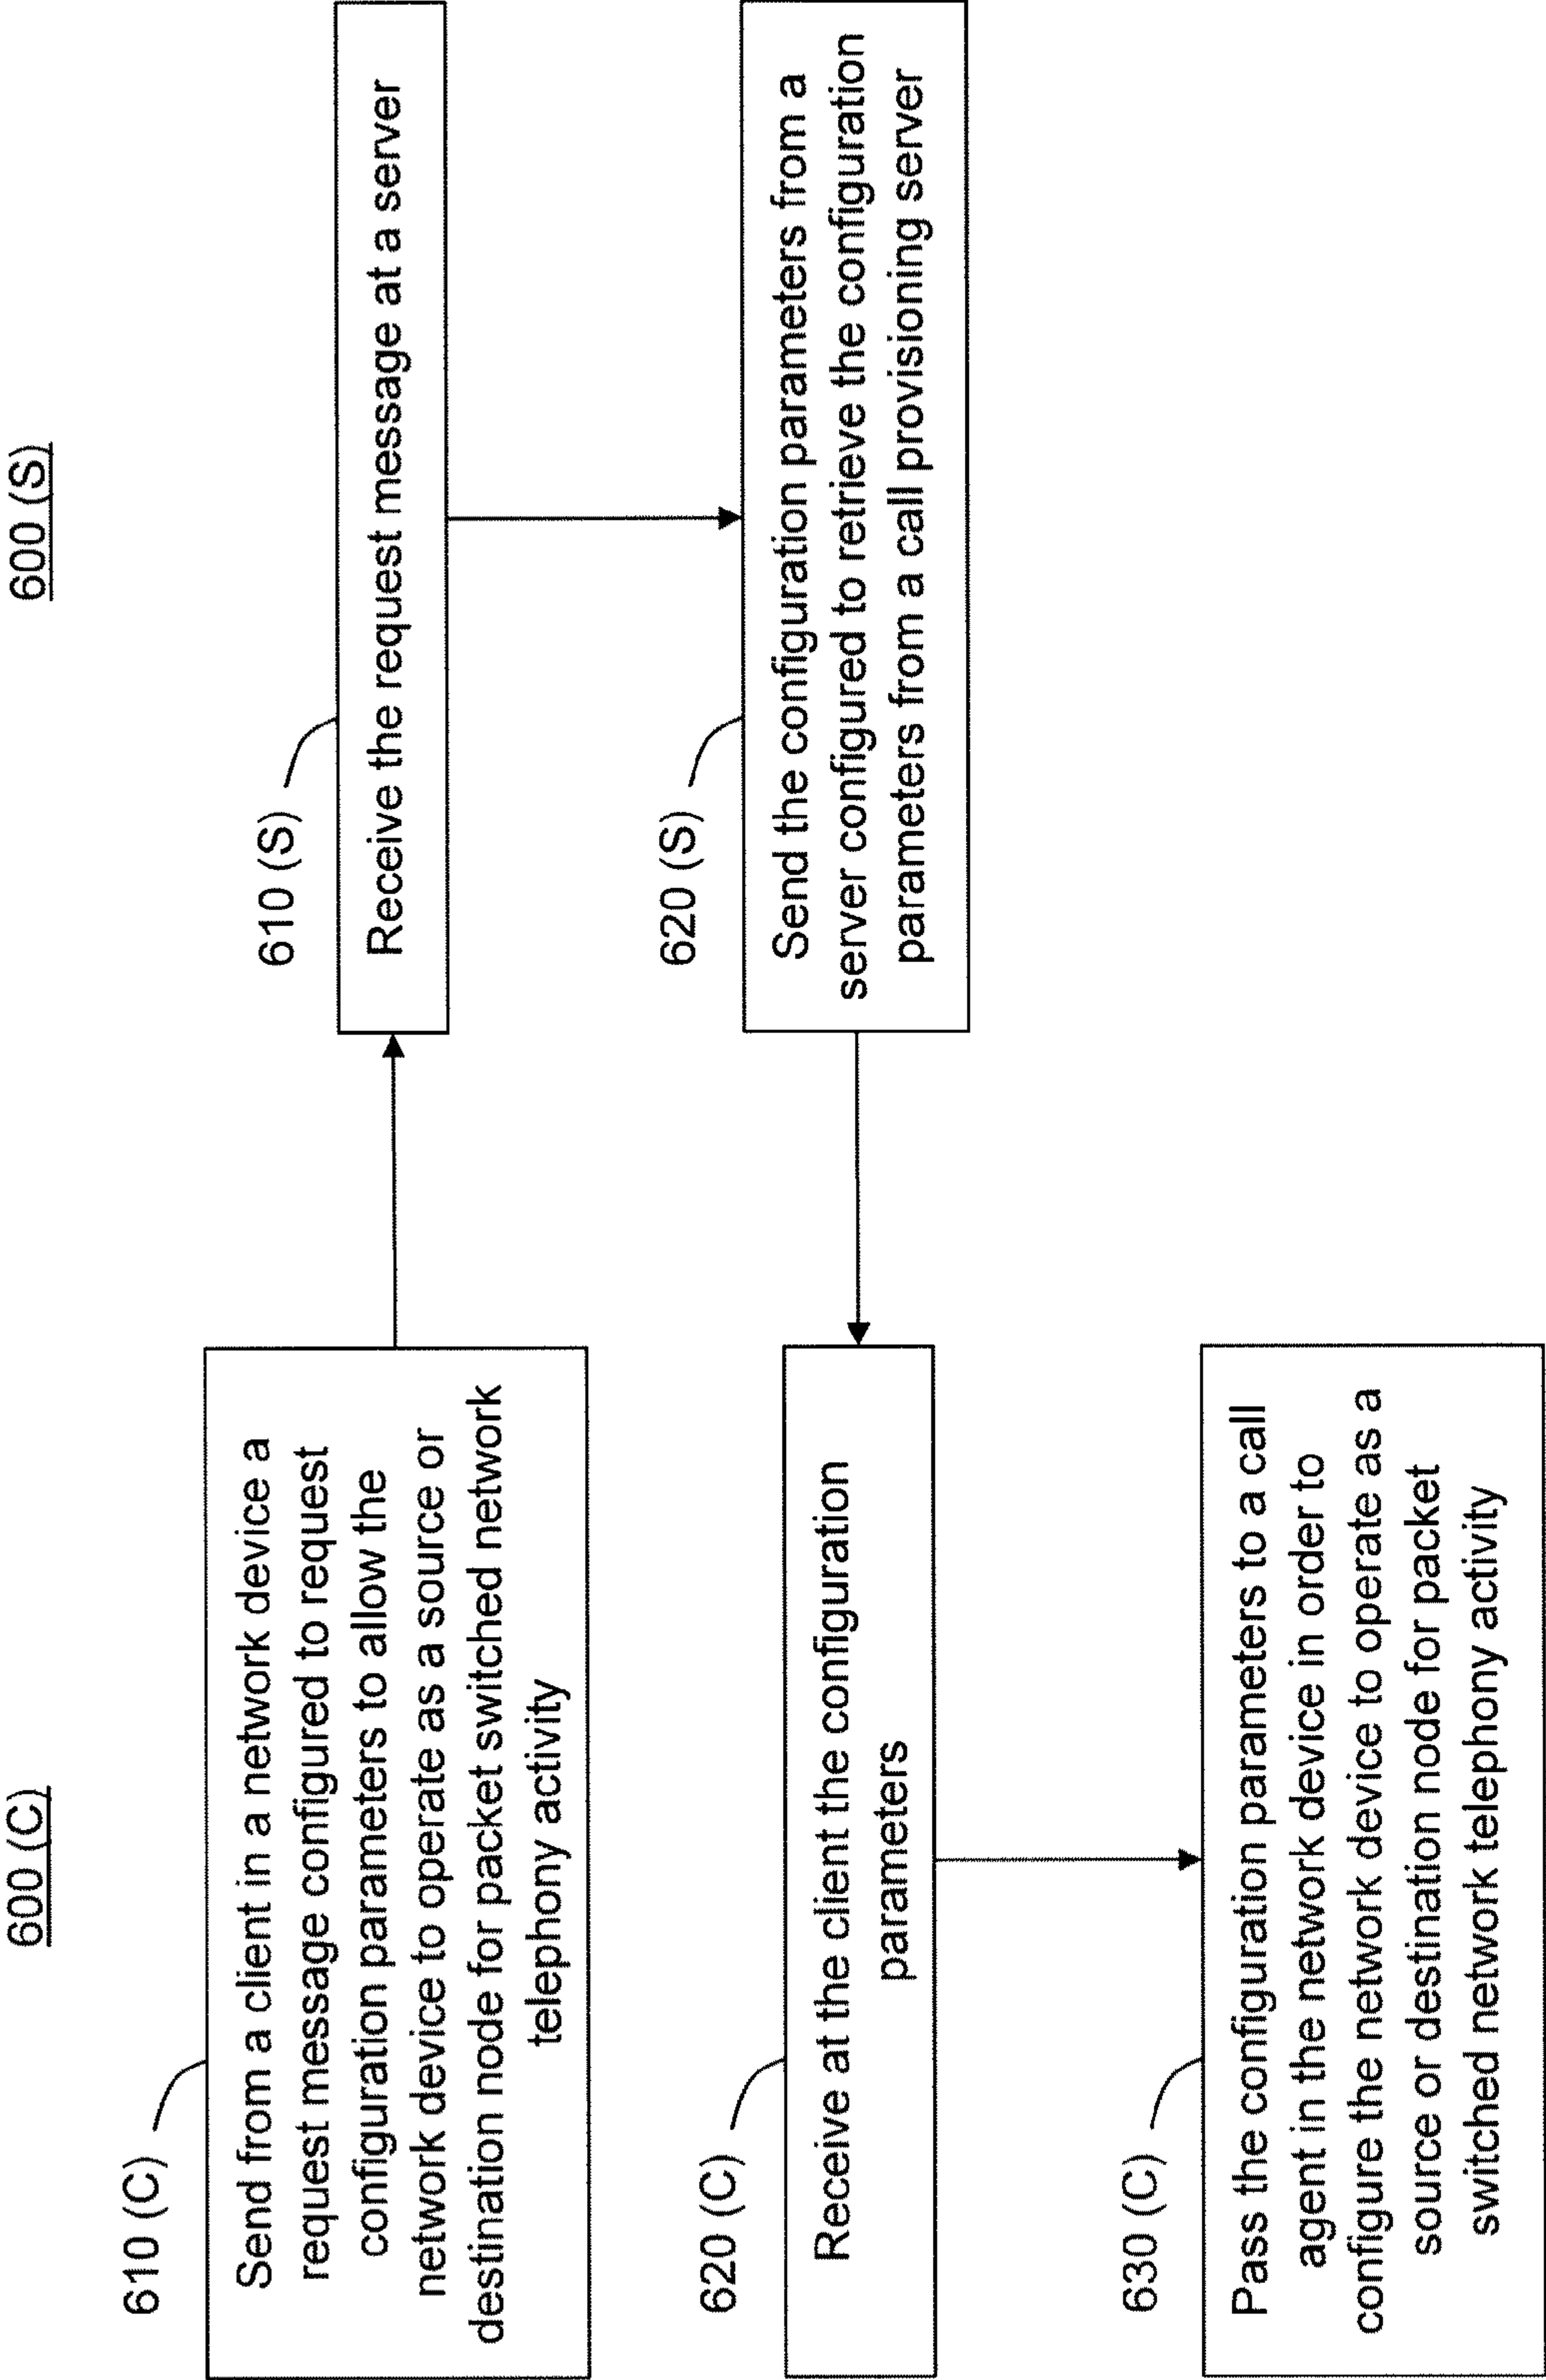 600 (C)
600 (S)
610 (C)
Send from a client in a network device a
request message configured to request
configuration parameters to allow the
network device to operate as a source or
destination node for packet switched network
telephony activity
610 (S)
Receive the request message at a server
620 (S)
Send the configuration parameters from a
server configured to retrieve the configuration
parameters from a call provisioning server
620 (C)
Receive at the client the configuration
parameters
630 (C)
Pass the configuration parameters to a call
agent in the network device in order to
configure the network device to operate as a
source or destination node for packet
switched network telephony activity